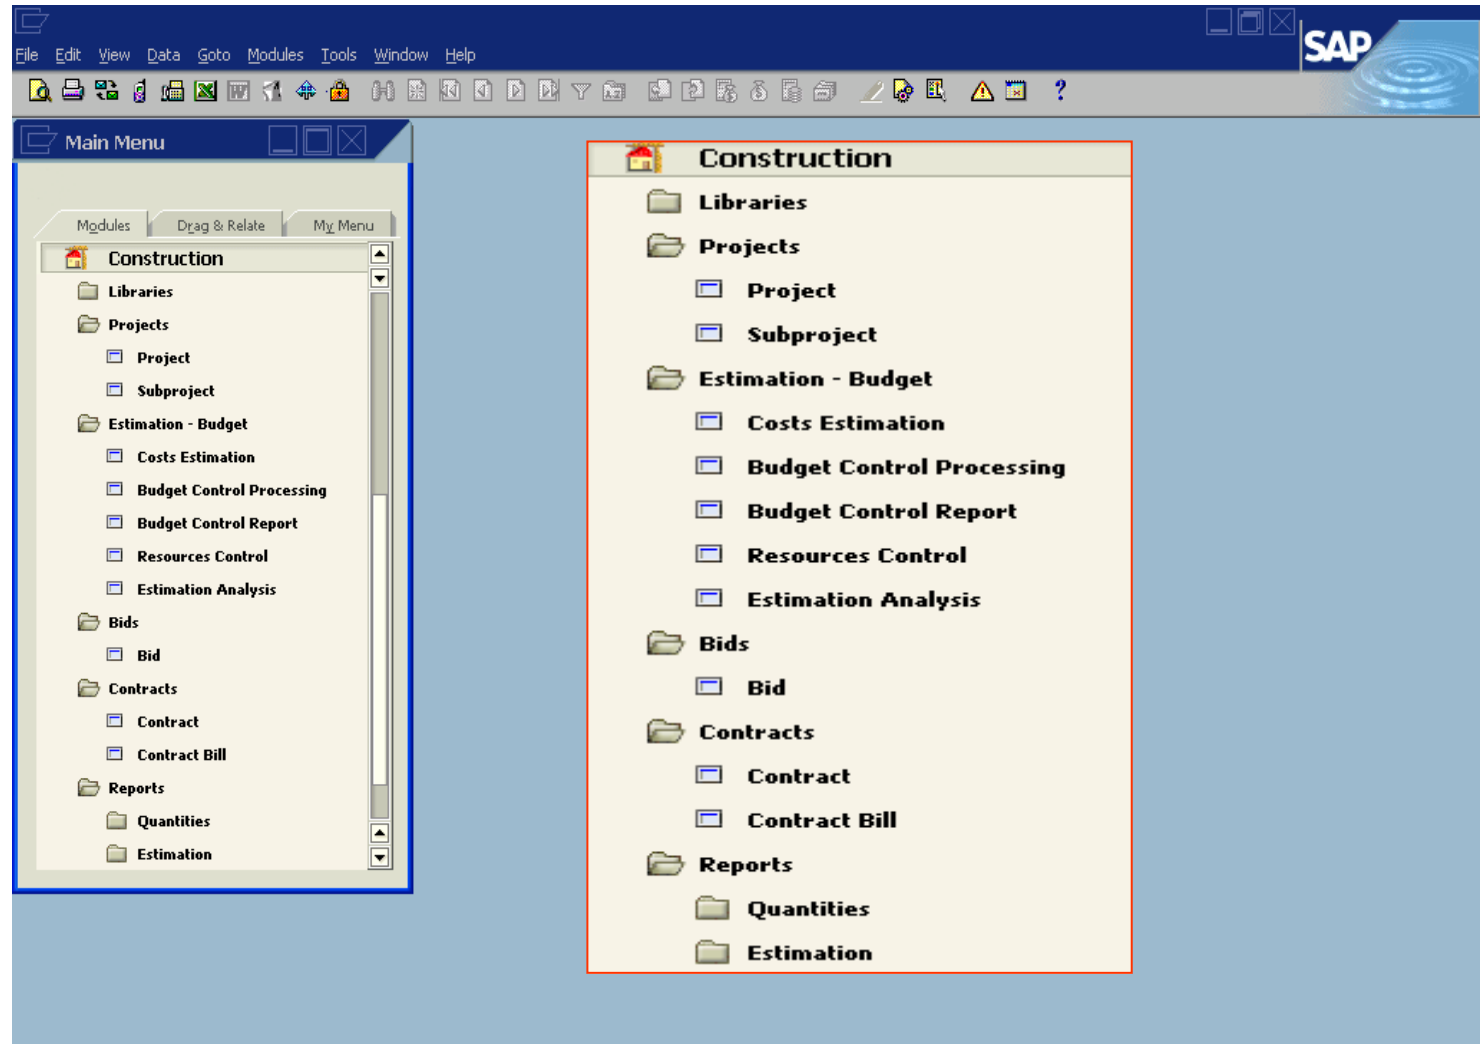 File Edit View Data Goto Modules Tools Window Help
SAP
Main Menu
Modules Drag & Relate My Menu
Construction
Libraries
Projects
Project
Subproject
Estimation - Budget
Costs Estimation
Budget Control Processing
Budget Control Report
Resources Control
Estimation Analysis
Bids
Bid
Contracts
Contract
Contract Bill
Reports
Quantities
Estimation
Construction
Libraries
Projects
Project
Subproject
Estimation - Budget
Costs Estimation
Budget Control Processing
Budget Control Report
Resources Control
Estimation Analysis
Bids
Bid
Contracts
Contract
Contract Bill
Reports
Quantities
Estimation